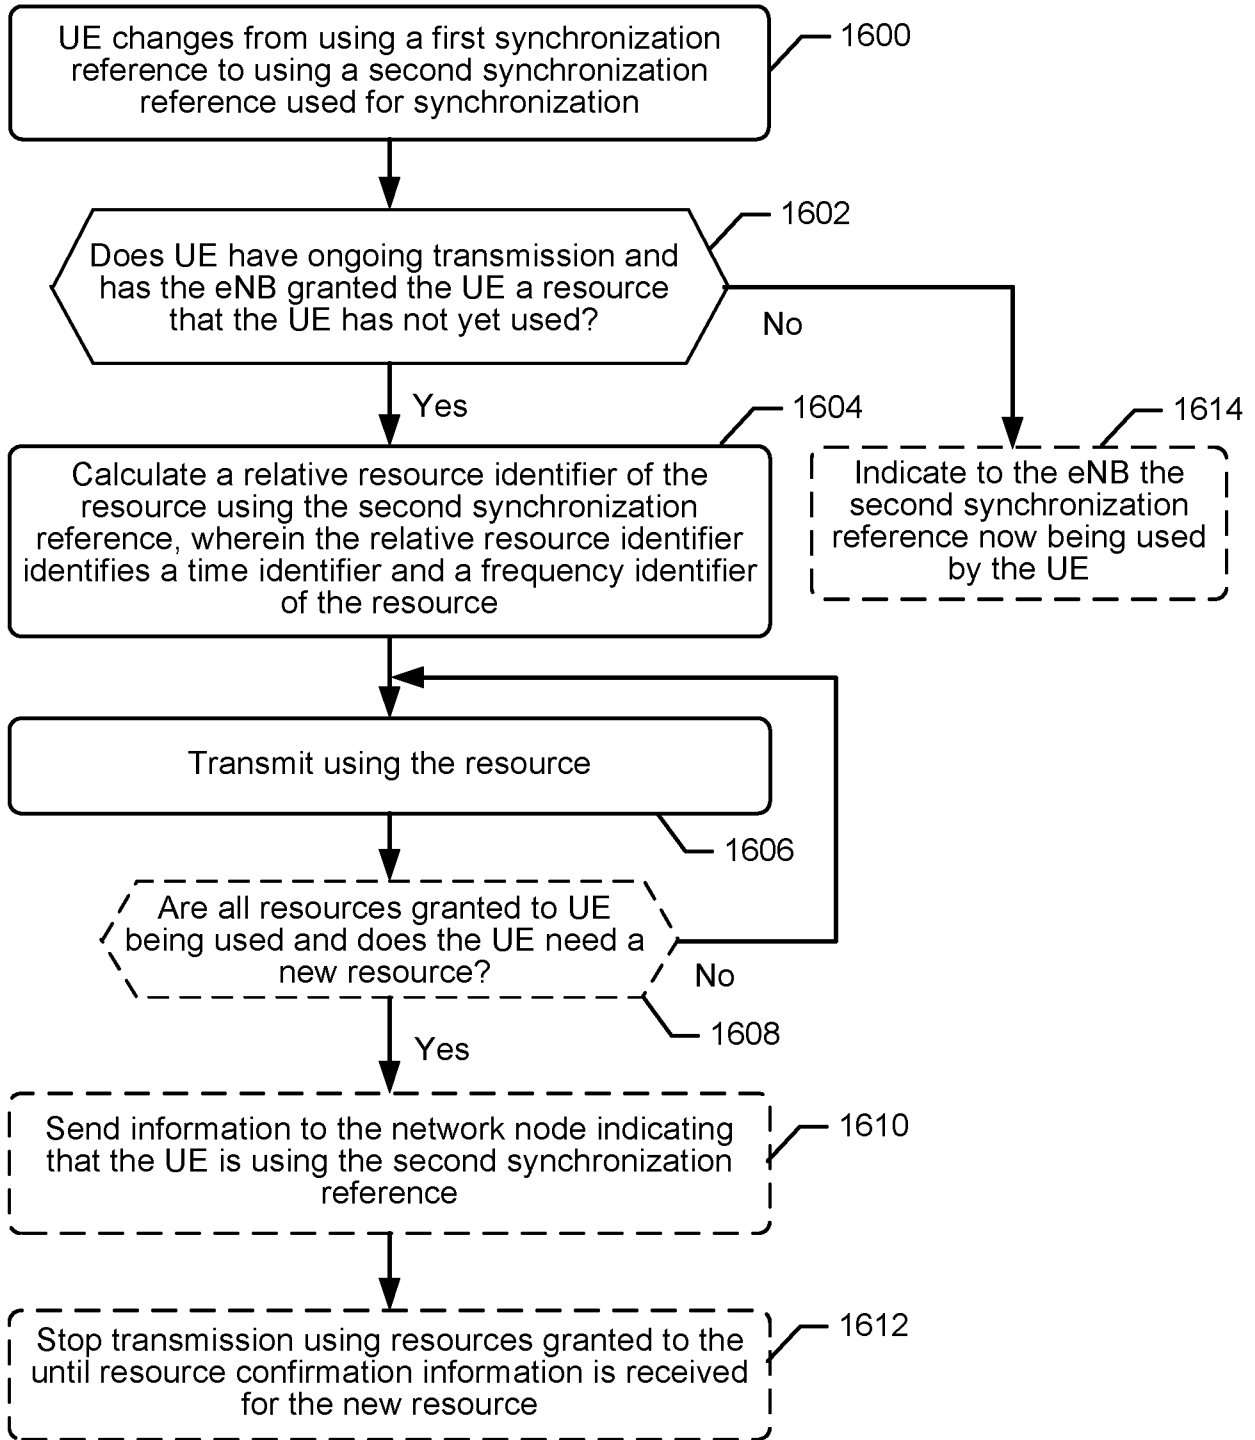 UE changes from using a first synchronization
reference to using a second synchronization
reference used for synchronization
1600
1602
Does UE have ongoing transmission and
has the eNB granted the UE a resource
that the UE has not yet used?
No
Yes
1604
1614
Calculate a relative resource identifier of the
resource using the second synchronization
reference, wherein the relative resource identifier
identifies a time identifier and a frequency identifier
of the resource
Indicate to the eNB the
second synchronization
reference now being used
by the UE
Transmit using the resource
1606
Are all resources granted to UE
being used and does the UE need a
new resource?
No
1608
Yes
Send information to the network node indicating
that the UE is using the second synchronization
reference
1610
Stop transmission using resources granted to the
until resource confirmation information is received
for the new resource
1612